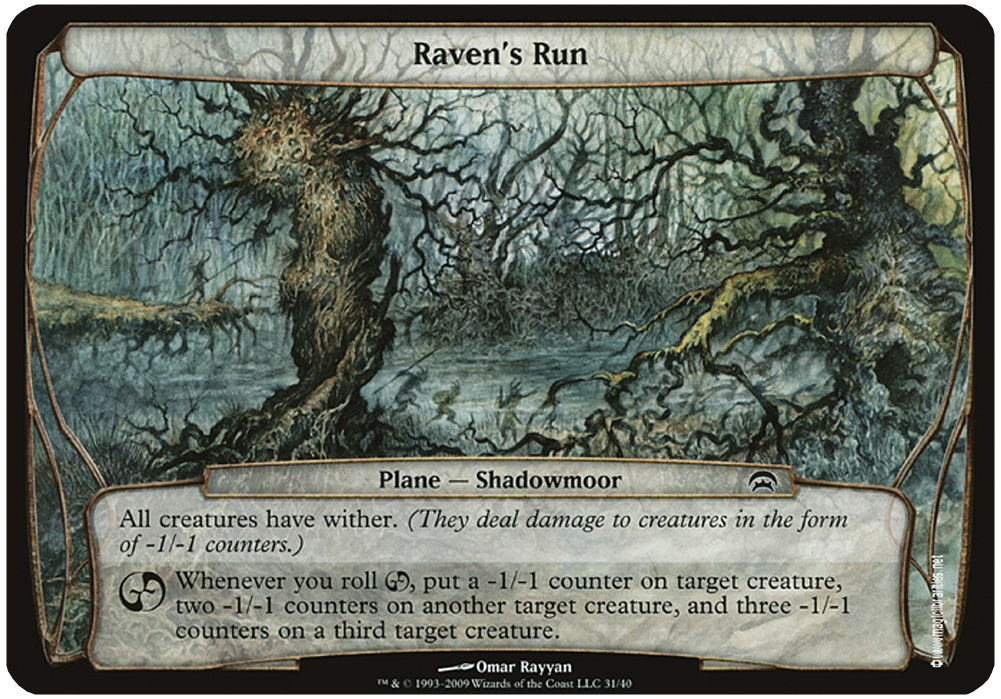 Raven's Run
Plane — Shadowmoor
All creatures have wither. (They deal damage to creatures in the form
of -1/-1 counters.)
Whenever you roll , put a -1/-1 counter on target creature,
two -1/-1 counters on another target creature, and three -1/-1
counters on a third target creature.
Omar Rayyan
™ & © 1993–2009 Wizards of the Coast LLC 31/40
© www.magiclibrarities.net